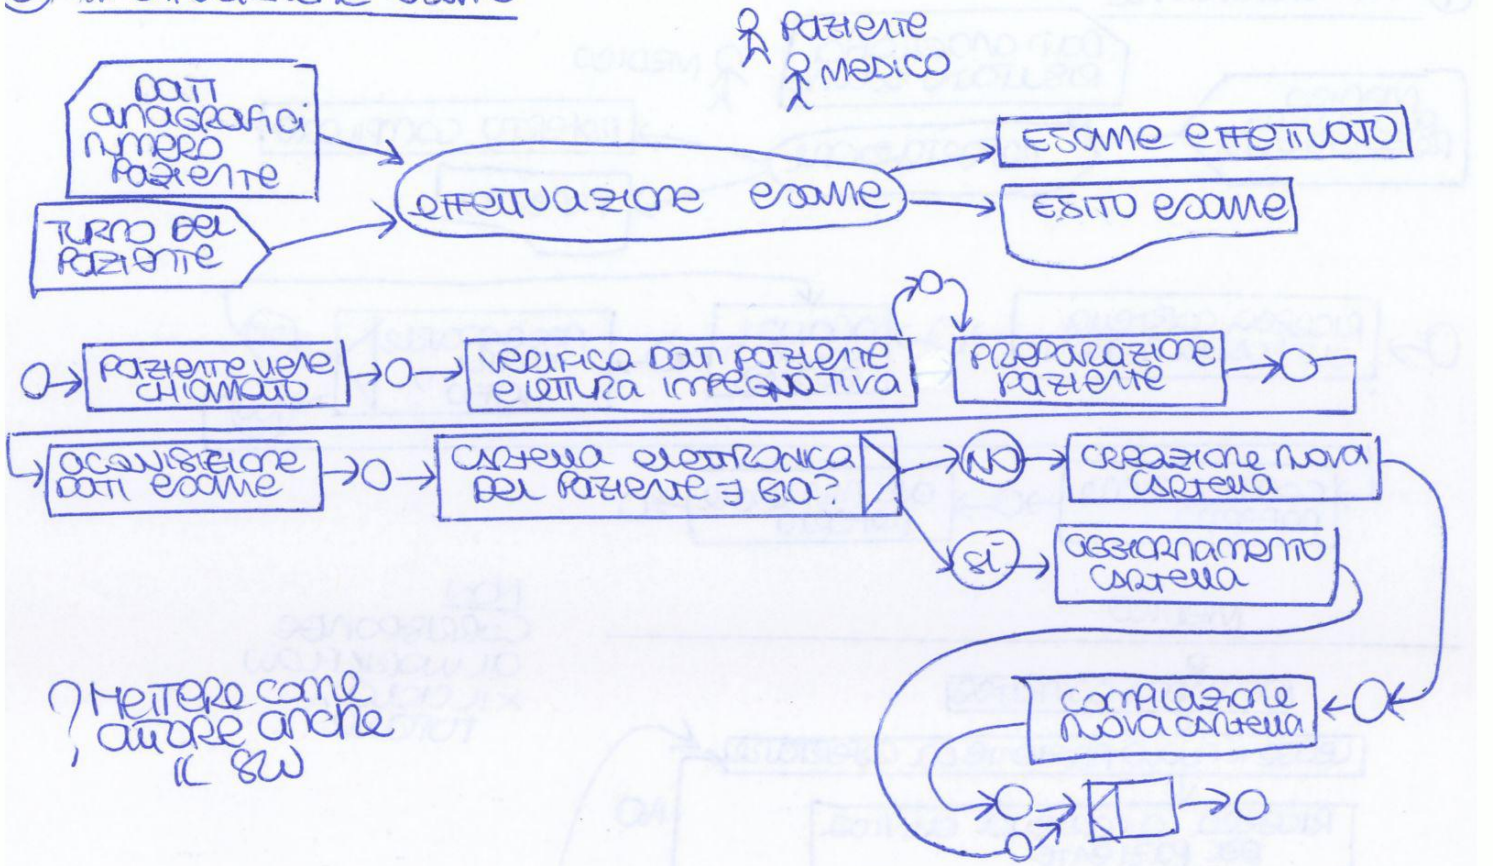 Paziente
Medico
Dati
anagrafici
numero
paziente
Turno del
paziente
effettuazione esame
Esame effettuato
Esito esame
Paziente viene
chiamato
Verifica dati paziente
e lettura impegnativa
Preparazione
paziente
acquisizione
dati esame
Cartella elettronica
del paziente ∃ già?
NO
Creazione nuova
cartella
Sì
aggiornamento
cartella
Compilazione
nuova cartella
? Mettere come
attore anche
il SW